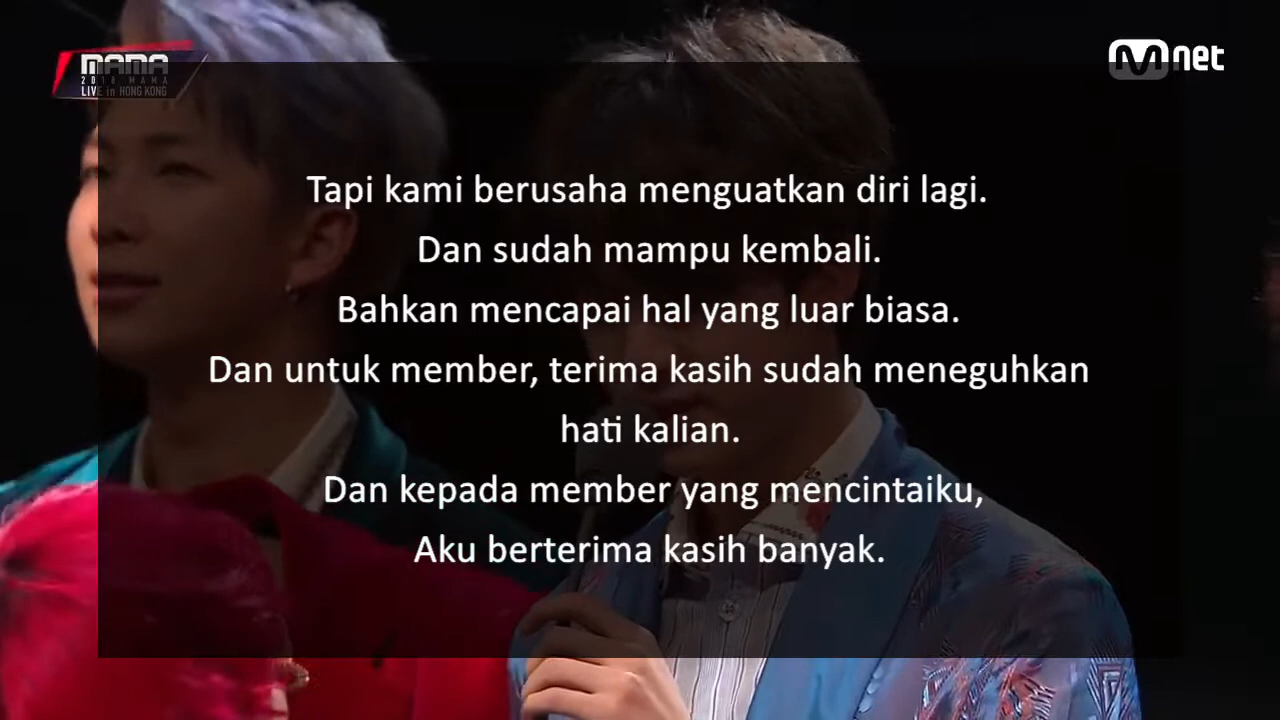 MAMA
2018 MAMA
LIVE in HONG KONG
Mnet
Tapi kami berusaha menguatkan diri lagi.
Dan sudah mampu kembali.
Bahkan mencapai hal yang luar biasa.
Dan untuk member, terima kasih sudah meneguhkan
hati kalian.
Dan kepada member yang mencintaiku,
Aku berterima kasih banyak.